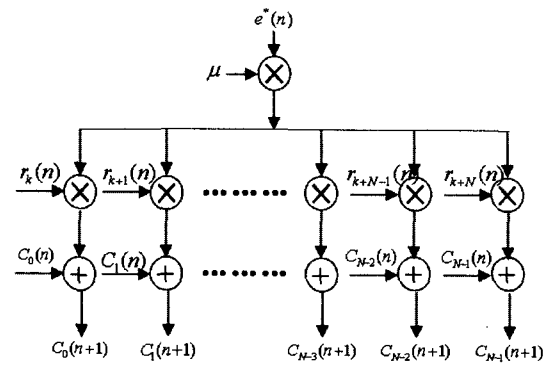 e*(n)
μ
r_k(n) r_{k+1}(n) ... ... ... r_{k+N-1}(n) r_{k+N}(n)
C_0(n) C_1(n) ... ... ... C_{N-2}(n) C_{N-1}(n)
C_0(n+1) C_1(n+1) C_{N-3}(n+1) C_{N-2}(n+1) C_{N-1}(n+1)